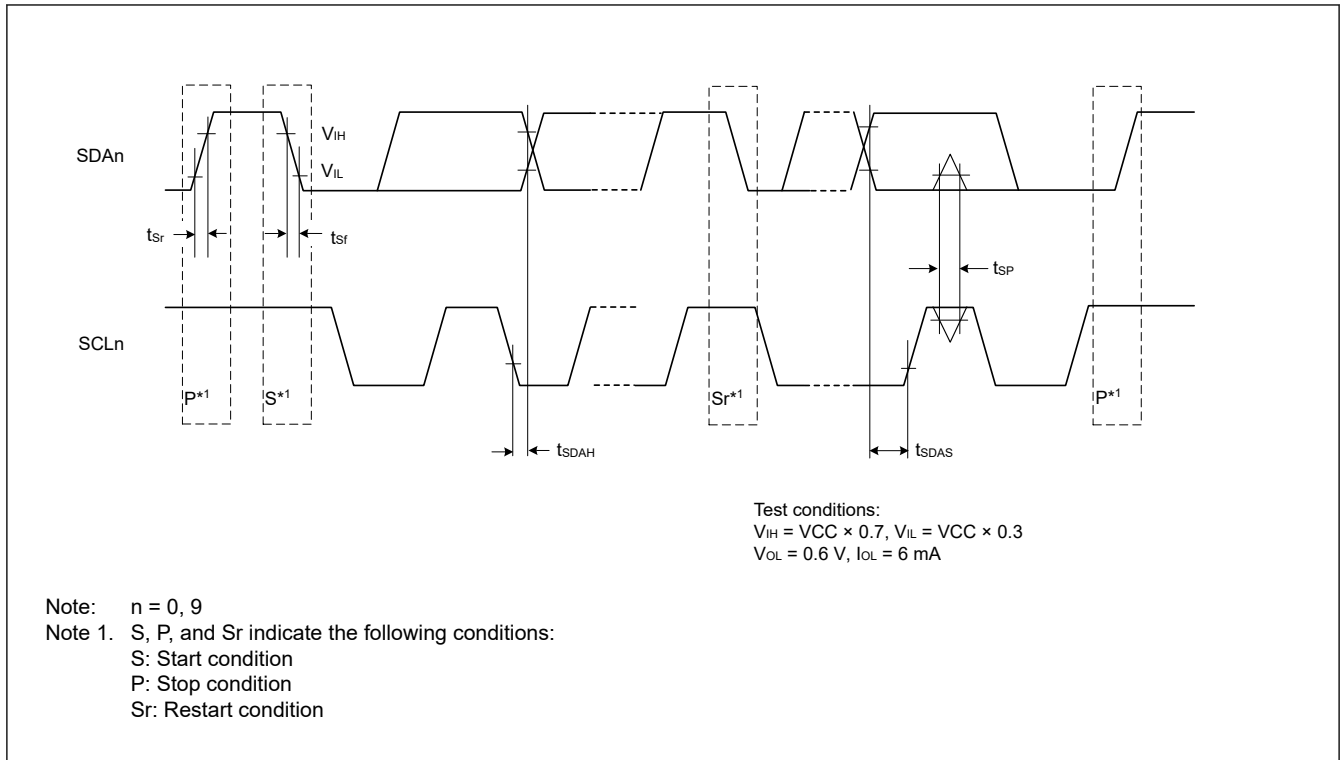 SDAn
VIH
VIL
tSr
tSf
tSP
SCLn
P*1
S*1
Sr*1
P*1
tSDAH
tSDAS
Test conditions:
VIH = VCC × 0.7, VIL = VCC × 0.3
VOL = 0.6 V, IOL = 6 mA
Note: n = 0, 9
Note 1. S, P, and Sr indicate the following conditions:
S: Start condition
P: Stop condition
Sr: Restart condition